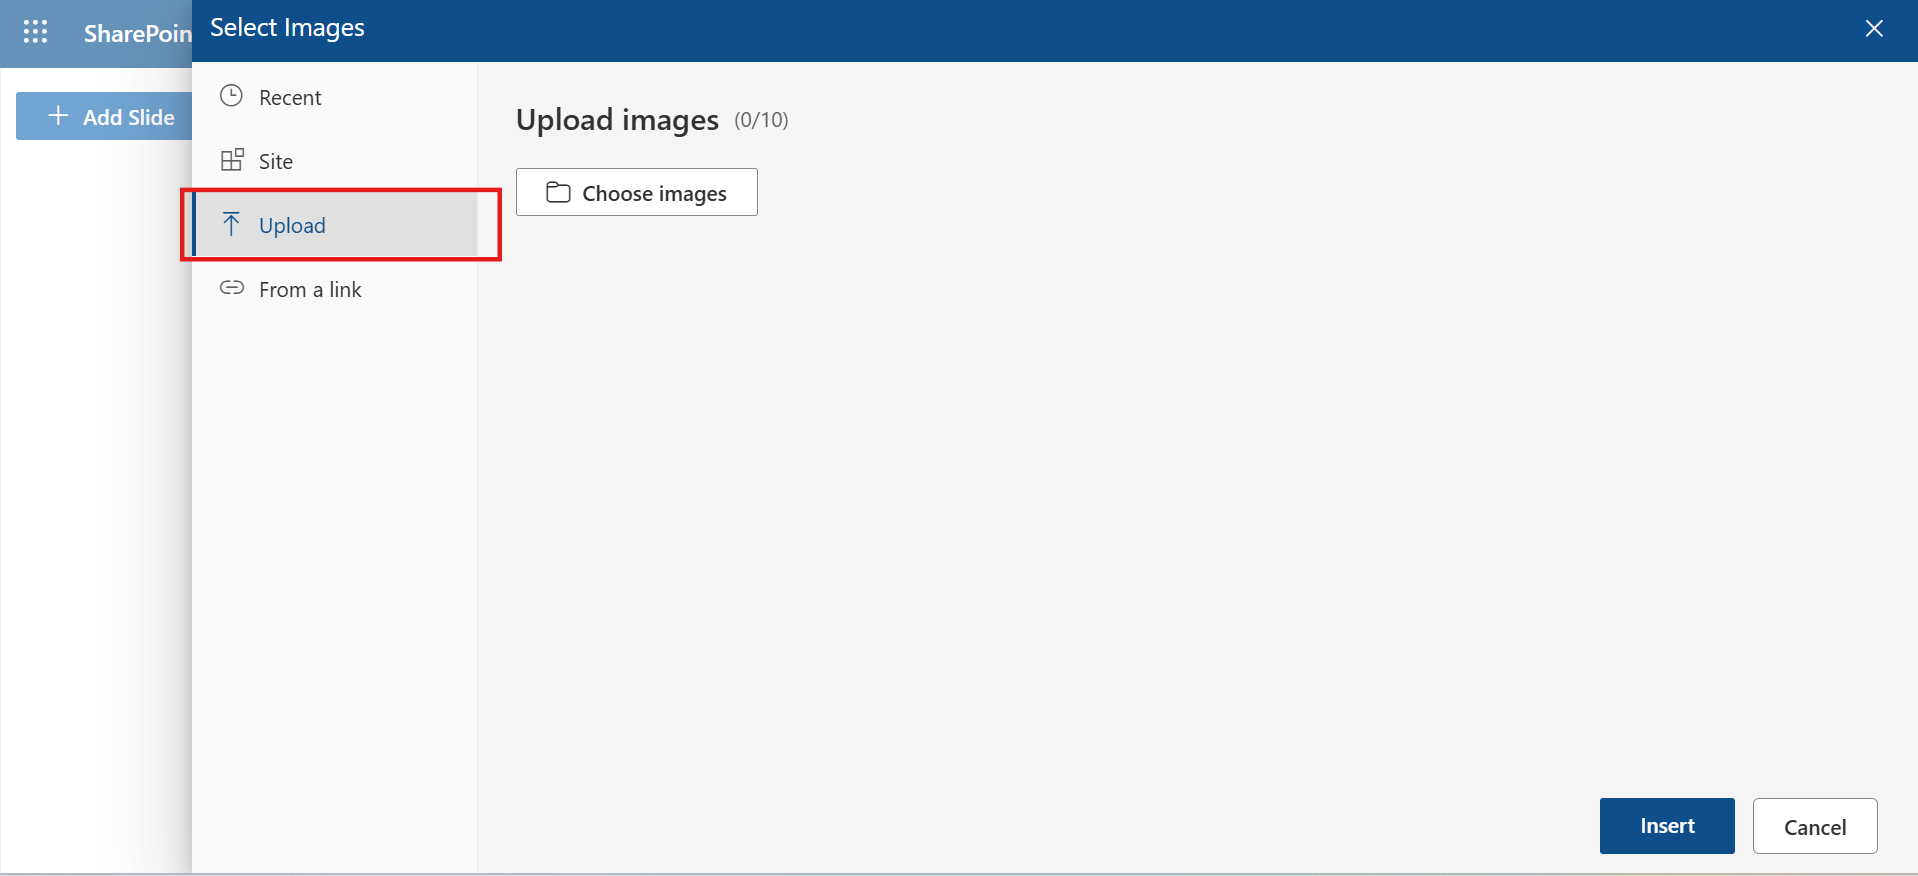 SharePoin
Select Images
Add Slide
Recent
Site
Upload
From a link
Upload images (0/10)
Choose images
Insert
Cancel